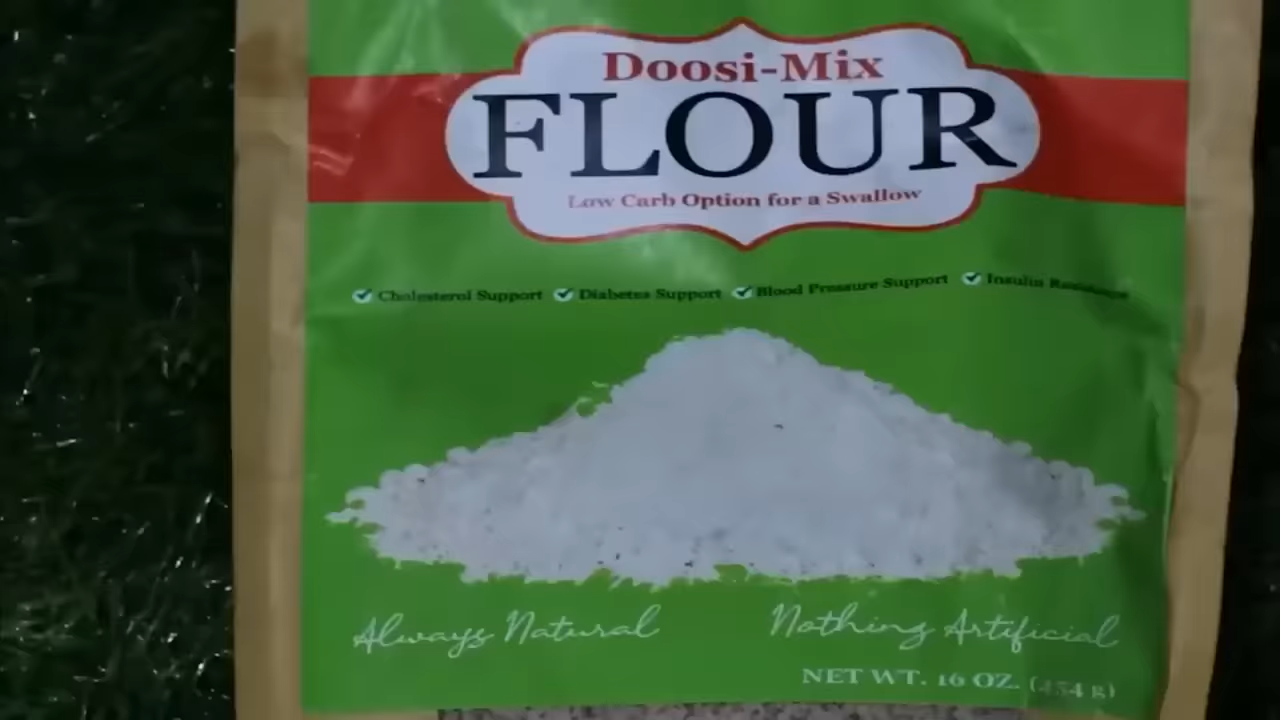 Doosi-Mix
FLOUR
Low Carb Option for a Swallow
Cholesterol Support Diabetes Support Blood Pressure Support Insulin Resistance
Always Natural Nothing Artificial
NET WT. 16 OZ. (454 g)